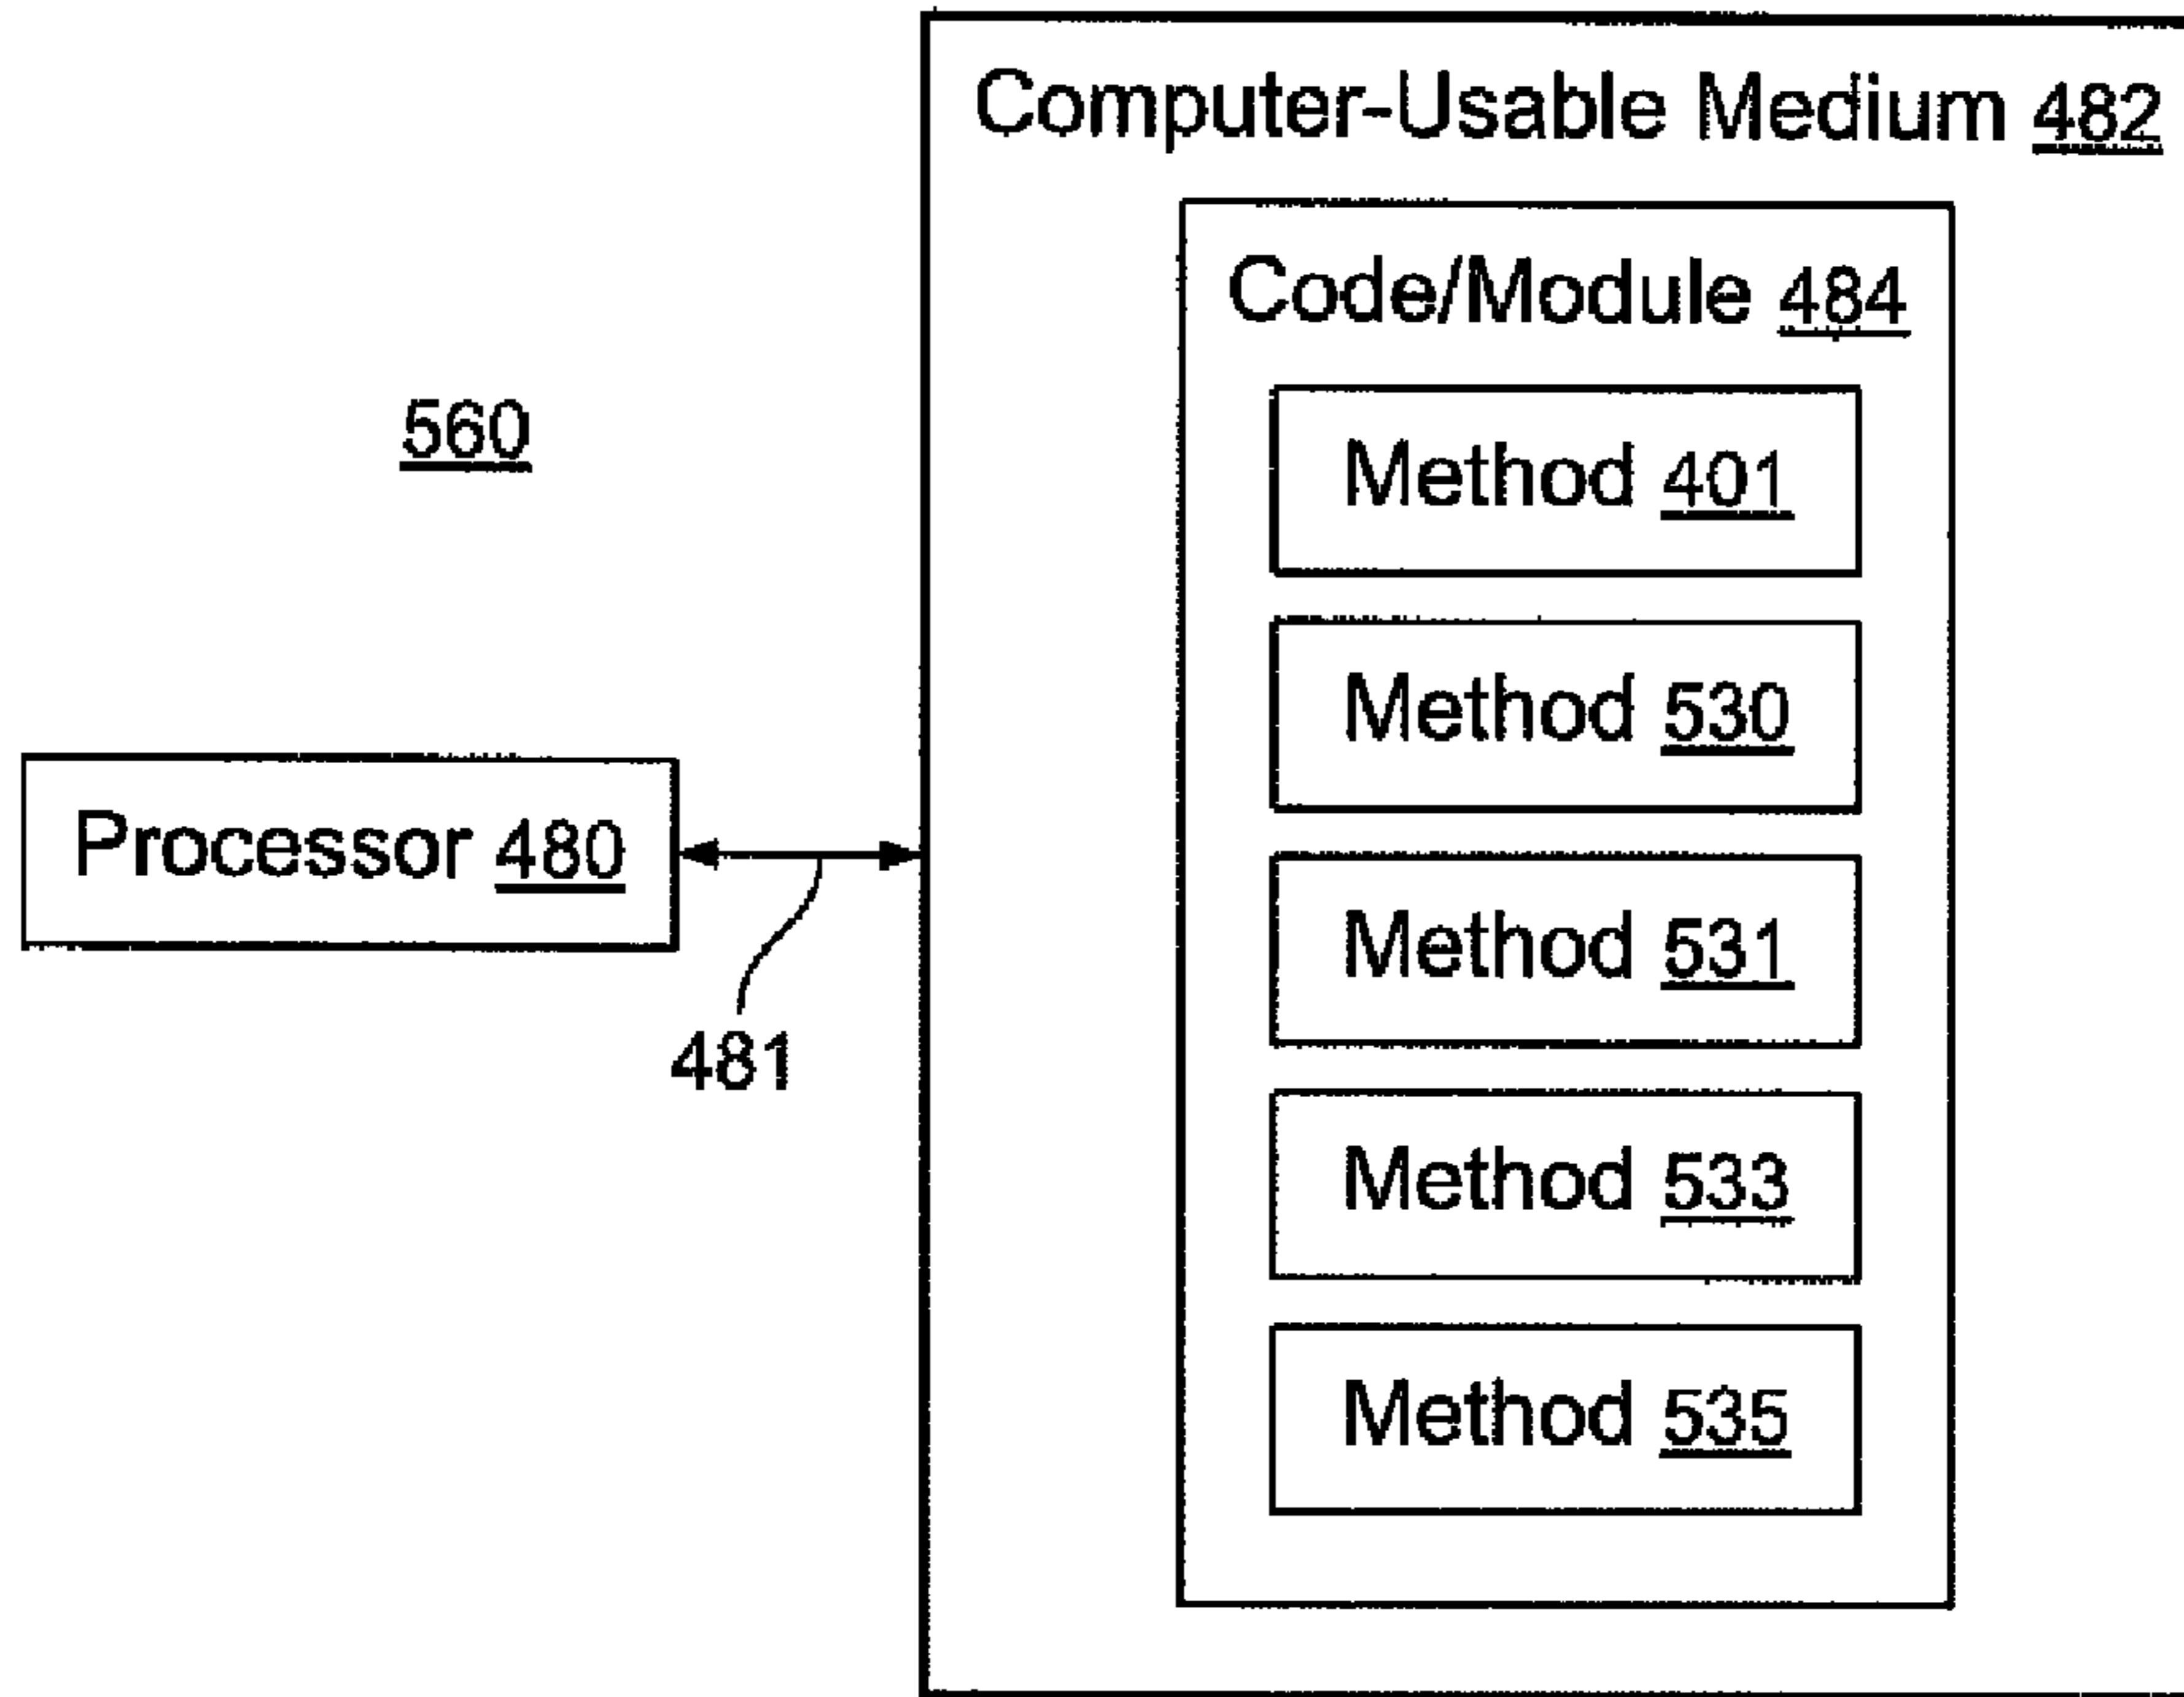 Computer-Usable Medium 482
Code/Module 484
560
Method 401
Method 530
Processor 480
Method 531
481
Method 533
Method 535